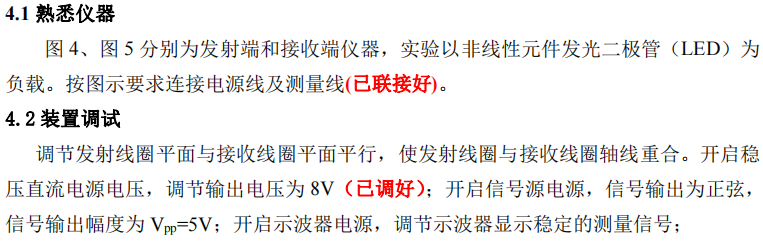 4.1 熟悉仪器
图 4、图 5 分别为发射端和接收端仪器，实验以非线性元件发光二极管（LED）为
负载。按图示要求连接电源线及测量线(已联接好)。
4.2 装置调试
调节发射线圈平面与接收线圈平面平行，使发射线圈与接收线圈轴线重合。开启稳
压直流电源电压，调节输出电压为 8V（已调好）；开启信号源电源，信号输出为正弦，
信号输出幅度为 Vpp=5V；开启示波器电源，调节示波器显示稳定的测量信号；